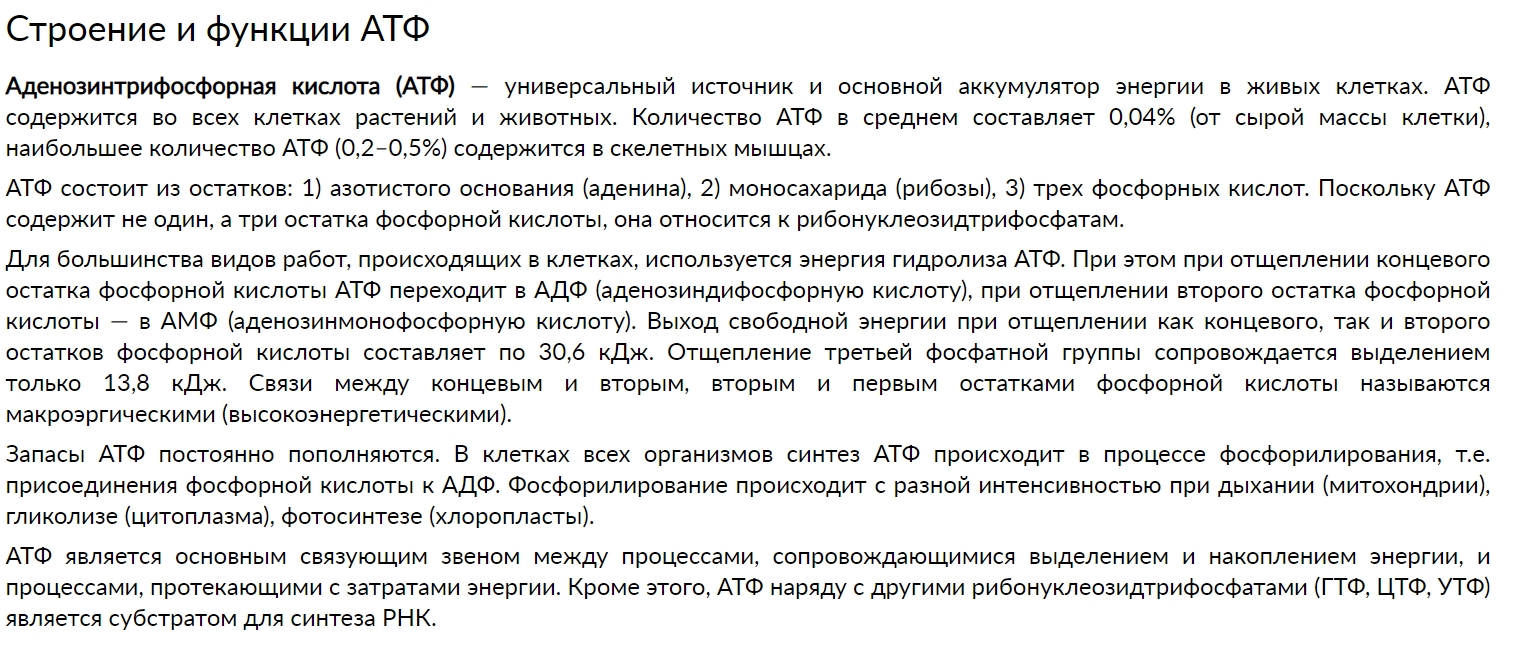 Строение и функции АТФ
Аденозинтрифосфорная кислота (АТФ) — универсальный источник и основной аккумулятор энергии в живых клетках. АТФ
содержится во всех клетках растений и животных. Количество АТФ в среднем составляет 0,04% (от сырой массы клетки),
наибольшее количество АТФ (0,2–0,5%) содержится в скелетных мышцах.
АТФ состоит из остатков: 1) азотистого основания (аденина), 2) моносахарида (рибозы), 3) трех фосфорных кислот. Поскольку АТФ
содержит не один, а три остатка фосфорной кислоты, она относится к рибонуклеозидтрифосфатам.
Для большинства видов работ, происходящих в клетках, используется энергия гидролиза АТФ. При этом при отщеплении концевого
остатка фосфорной кислоты АТФ переходит в АДФ (аденозиндифосфорную кислоту), при отщеплении второго остатка фосфорной
кислоты — в АМФ (аденозинмонофосфорную кислоту). Выход свободной энергии при отщеплении как концевого, так и второго
остатков фосфорной кислоты составляет по 30,6 кДж. Отщепление третьей фосфатной группы сопровождается выделением
только 13,8 кДж. Связи между концевым и вторым, вторым и первым остатками фосфорной кислоты называются
макроэргическими (высокоэнергетическими).
Запасы АТФ постоянно пополняются. В клетках всех организмов синтез АТФ происходит в процессе фосфорилирования, т.е.
присоединения фосфорной кислоты к АДФ. Фосфорилирование происходит с разной интенсивностью при дыхании (митохондрии),
гликолизе (цитоплазма), фотосинтезе (хлоропласты).
АТФ является основным связующим звеном между процессами, сопровождающимися выделением и накоплением энергии, и
процессами, протекающими с затратами энергии. Кроме этого, АТФ наряду с другими рибонуклеозидтрифосфатами (ГТФ, ЦТФ, УТФ)
является субстратом для синтеза РНК.